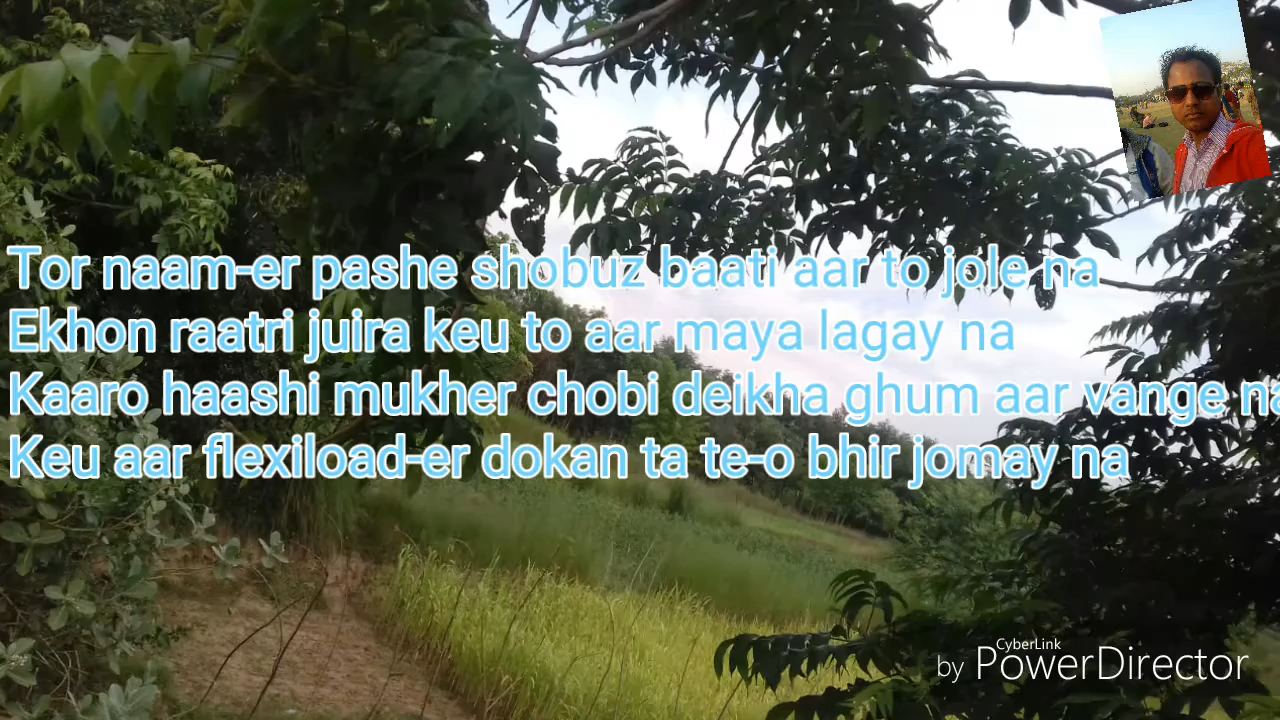 Tor naam-er pashe shobuz baati aar to jole na
Ekhon raatri juira keu to aar maya lagay na
Kaaro haashi mukher chobi deikha ghum aar vange na
Keu aar flexiload-er dokan ta te-o bhir jomay na
CyberLink
by PowerDirector